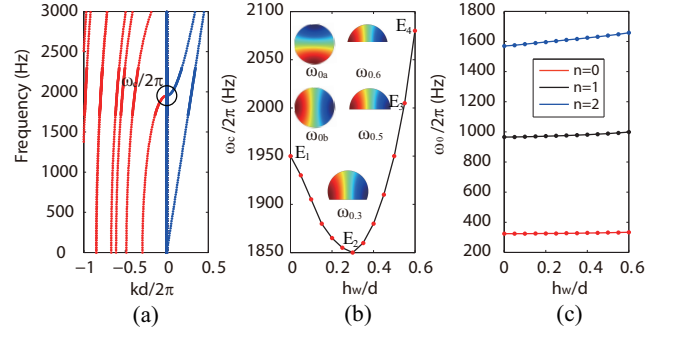 3000
2500
2000
1500
1000
500
0
Frequency (Hz)
ωc/2π
-1 -0.5 0 0.5
kd/2π
(a)
2100
2050
2000
1950
1900
1850
ωc/2π (Hz)
E1
E2
E3
E4
ω0a
ω0.6
ω0b
ω0.5
ω0.3
0 0.2 0.4 0.6
hw/d
(b)
1800
1600
1400
1200
1000
800
600
400
200
ω0/2π (Hz)
n=0
n=1
n=2
0 0.2 0.4 0.6
hw/d
(c)